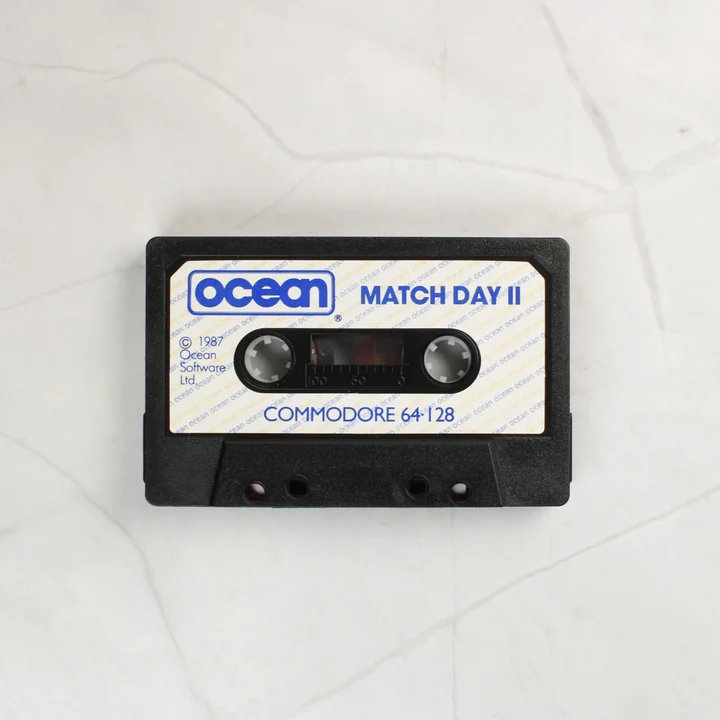 ocean® MATCH DAY II
© 1987
Ocean
Software
Ltd.
100 50 0
COMMODORE 64·128